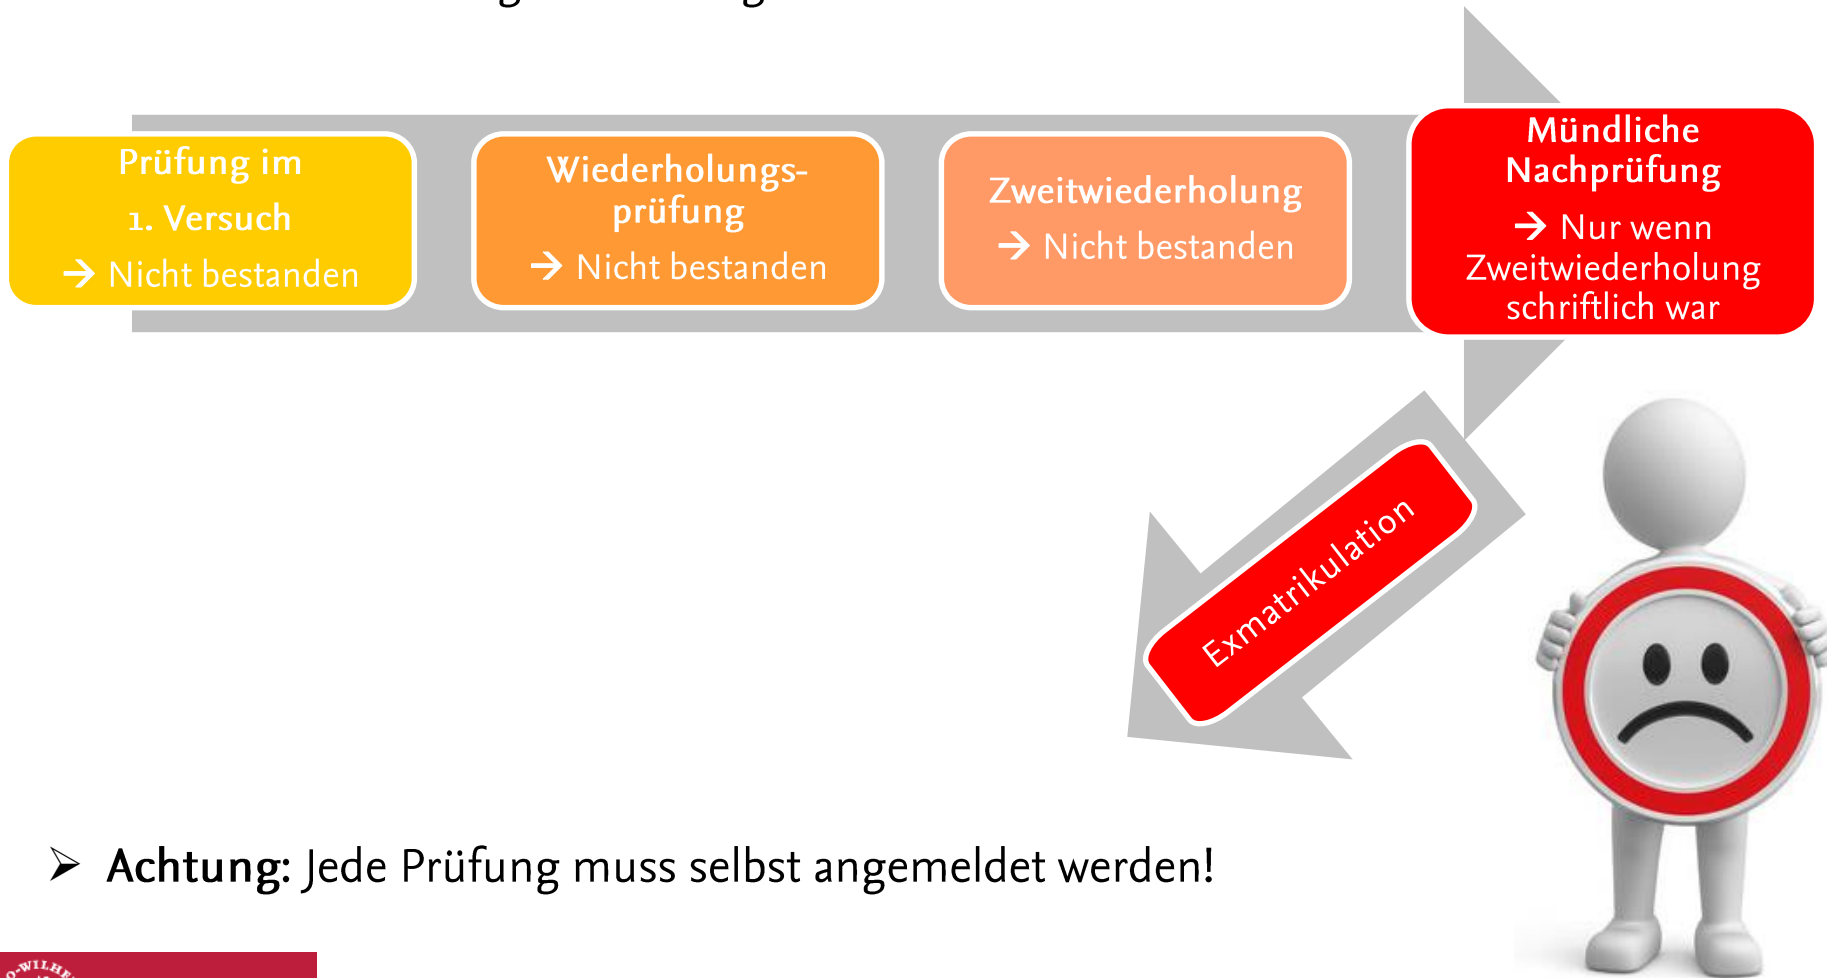 Prüfung im
1. Versuch
→ Nicht bestanden
Wiederholungs-
prüfung
→ Nicht bestanden
Zweitwiederholung
→ Nicht bestanden
Mündliche
Nachprüfung
→ Nur wenn
Zweitwiederholung
schriftlich war
Exmatrikulation
➢ Achtung: Jede Prüfung muss selbst angemeldet werden!